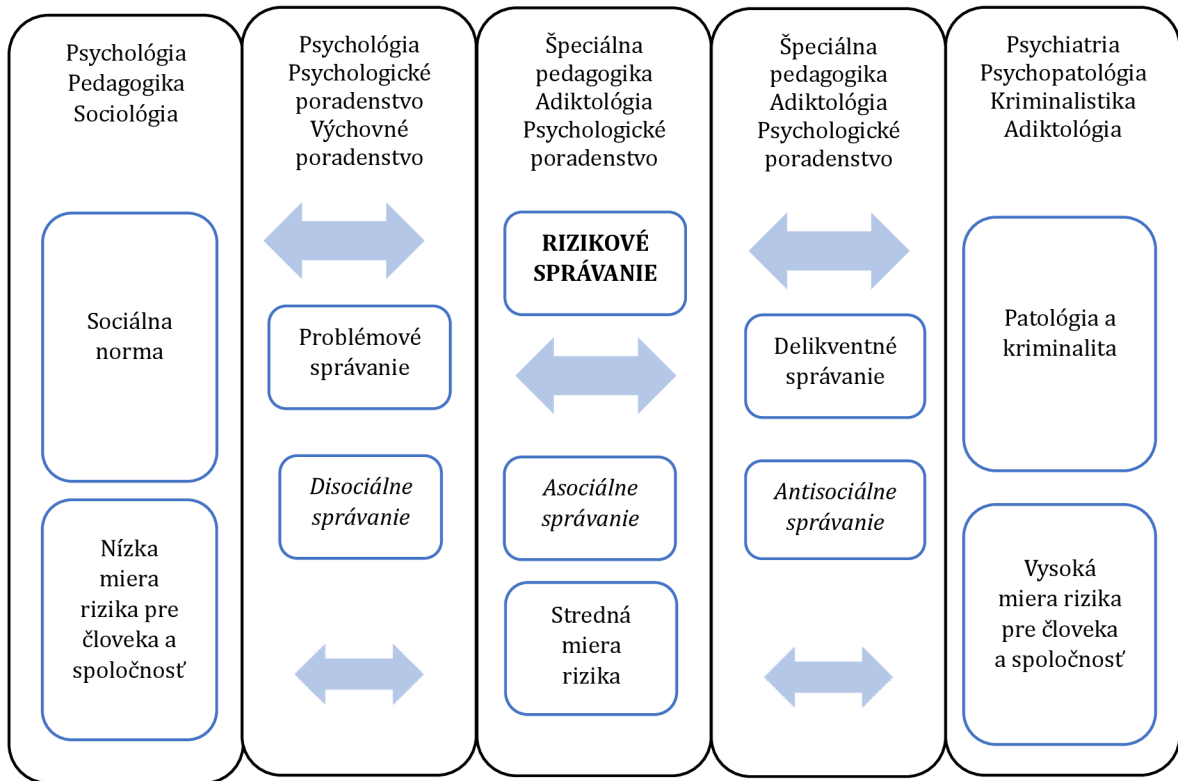 Psychológia
Pedagogika
Sociológia
Sociálna
norma
Nízka
miera
rizika pre
človeka a
spoločnosť
Psychológia
Psychologické
poradenstvo
Výchovné
poradenstvo
Problémové
správanie
Disociálne
správanie
Špeciálna
pedagogika
Adiktológia
Psychologické
poradenstvo
RIZIKOVÉ
SPRÁVANIE
Asociálne
správanie
Stredná
miera
rizika
Špeciálna
pedagogika
Adiktológia
Psychologické
poradenstvo
Delikventné
správanie
Antisociálne
správanie
Psychiatria
Psychopatológia
Kriminalistika
Adiktológia
Patológia a
kriminalita
Vysoká
miera rizika
pre človeka
a spoločnosť